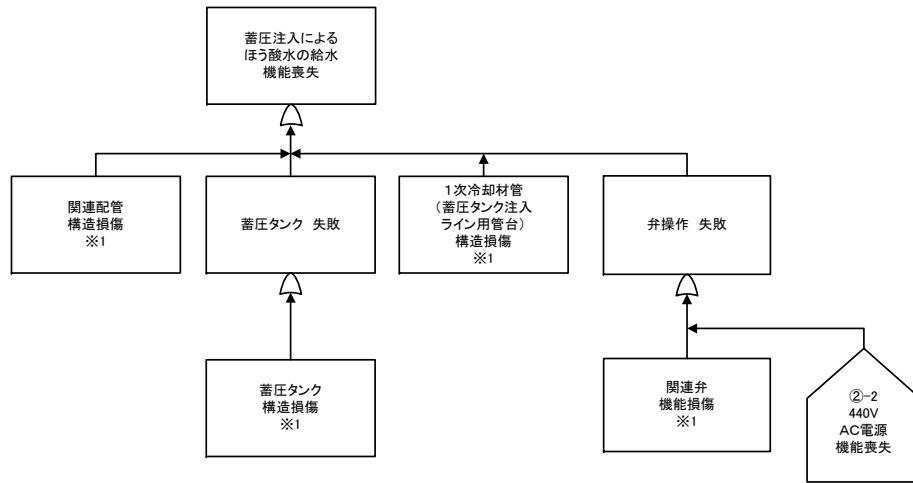 蓄圧注入による
ほう酸水の給水
機能喪失
関連配管
構造損傷
※1
蓄圧タンク 失敗
1次冷却材管
(蓄圧タンク注入
ライン用管台)
構造損傷
※1
弁操作 失敗
蓄圧タンク
構造損傷
※1
関連弁
機能損傷
※1
②-2
440V
AC電源
機能喪失